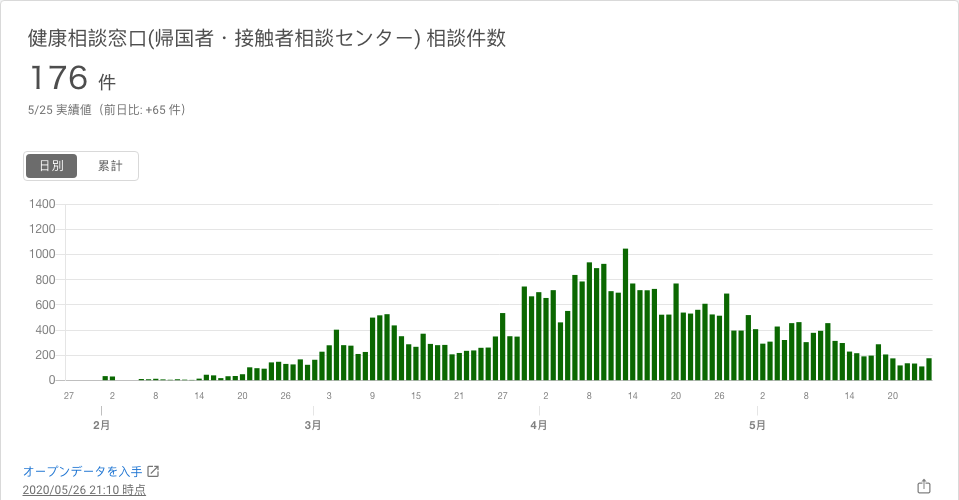 健康相談窓口(帰国者・接触者相談センター) 相談件数
176 件
5/25 実績値（前日比: +65 件）
日別 累計
1400
1200
1000
800
600
400
200
0
27 2 8 14 20 26 3 9 15 21 27 2 8 14 20 26 2 8 14 20
2月 3月 4月 5月
オープンデータを入手
2020/05/26 21:10 時点